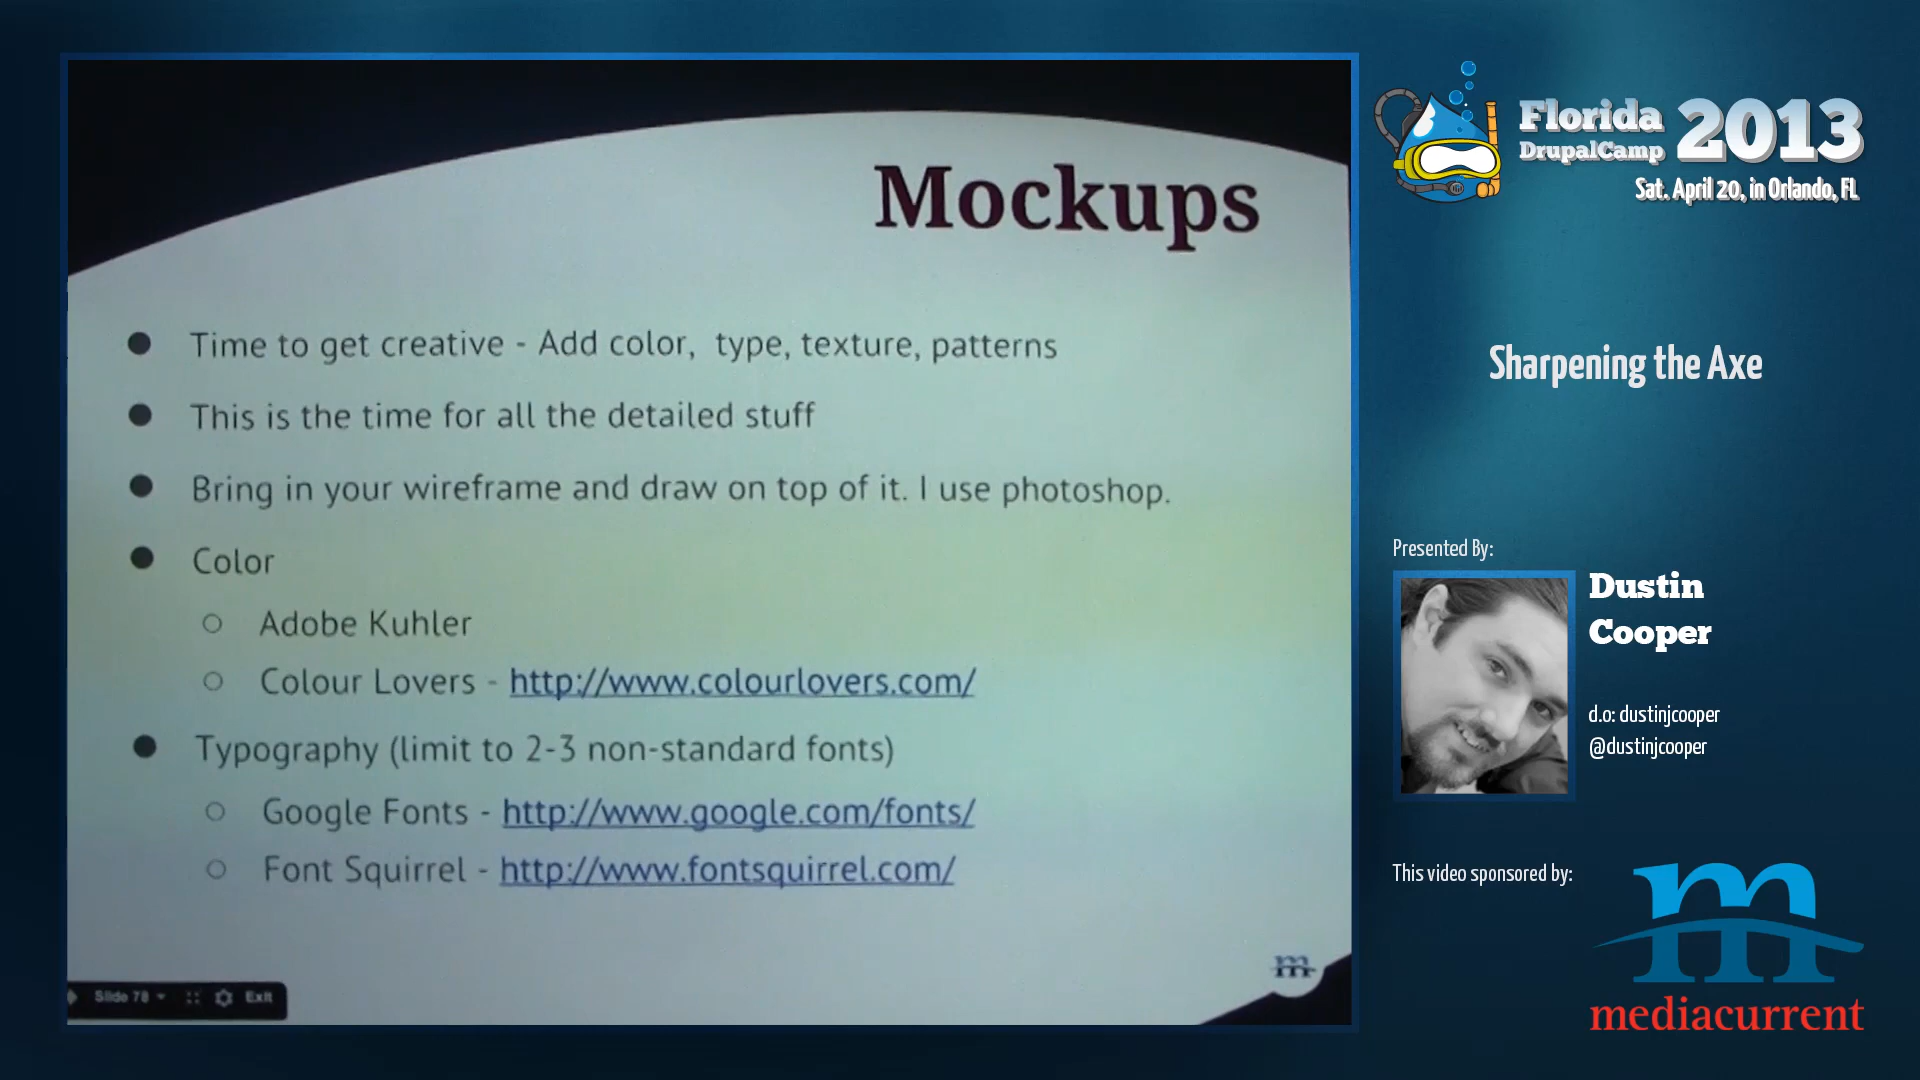 Mockups
● Time to get creative - Add color, type, texture, patterns
● This is the time for all the detailed stuff
● Bring in your wireframe and draw on top of it. I use photoshop.
● Color
○ Adobe Kuhler
○ Colour Lovers - http://www.colourlovers.com/
● Typography (limit to 2-3 non-standard fonts)
○ Google Fonts - http://www.google.com/fonts/
○ Font Squirrel - http://www.fontsquirrel.com/
m
Slide 78 Exit
Florida DrupalCamp 2013
Sat. April 20, in Orlando, FL
Sharpening the Axe
Presented By:
Dustin
Cooper
d.o: dustinjcooper
@dustinjcooper
This video sponsored by:
m
mediacurrent